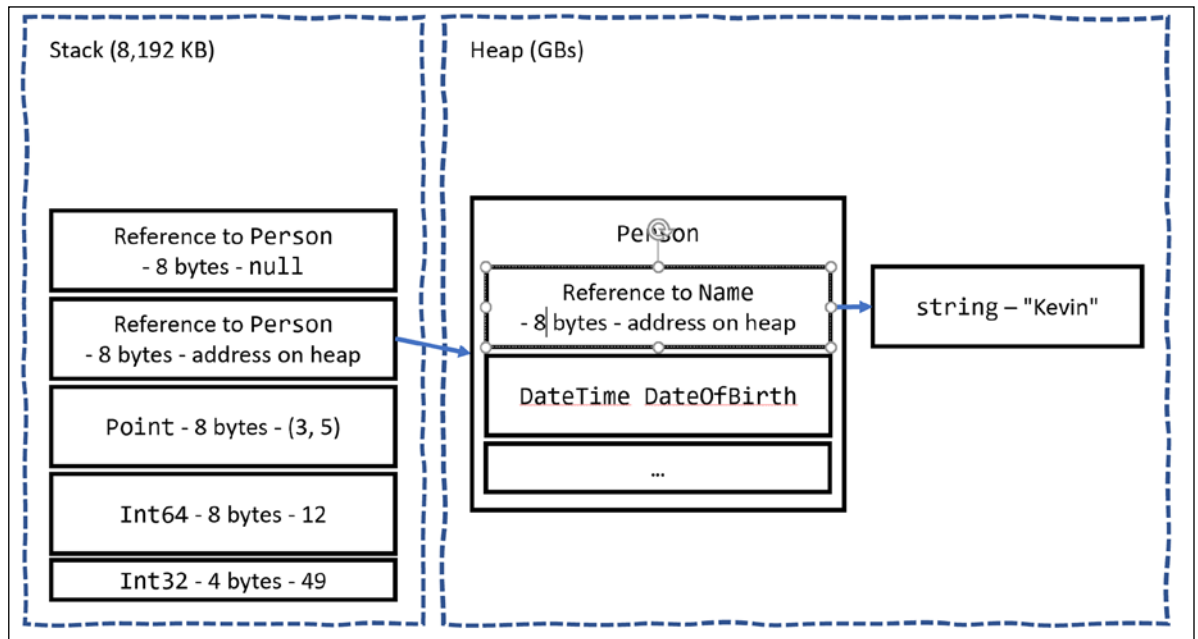 Stack (8,192 KB)
Heap (GBs)
Reference to Person
- 8 bytes - null
Reference to Person
- 8 bytes - address on heap
Point - 8 bytes - (3, 5)
Int64 - 8 bytes - 12
Int32 - 4 bytes - 49
Person
Reference to Name
- 8 bytes - address on heap
DateTime DateOfBirth
...
string – "Kevin"